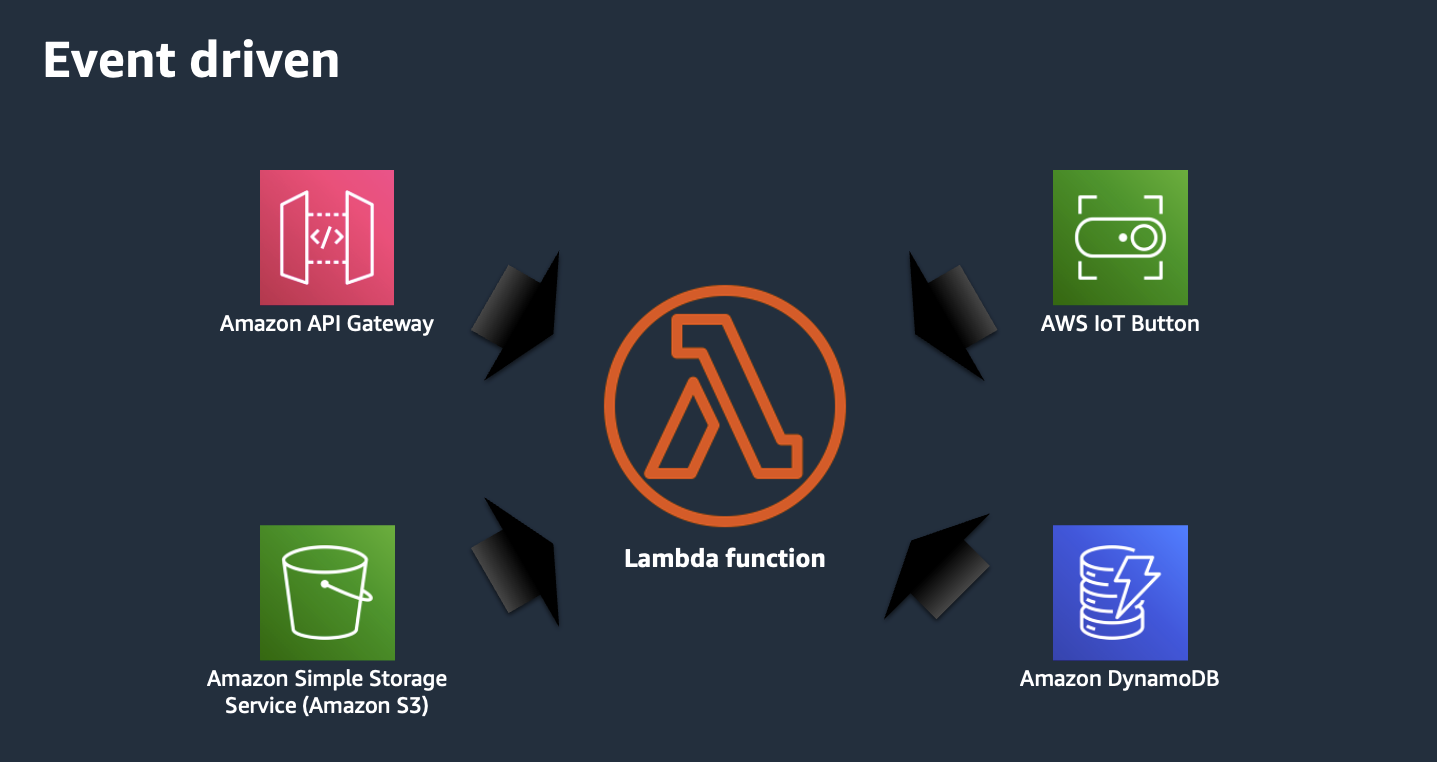 Event driven
Amazon API Gateway
AWS IoT Button
Lambda function
Amazon Simple Storage
Service (Amazon S3)
Amazon DynamoDB